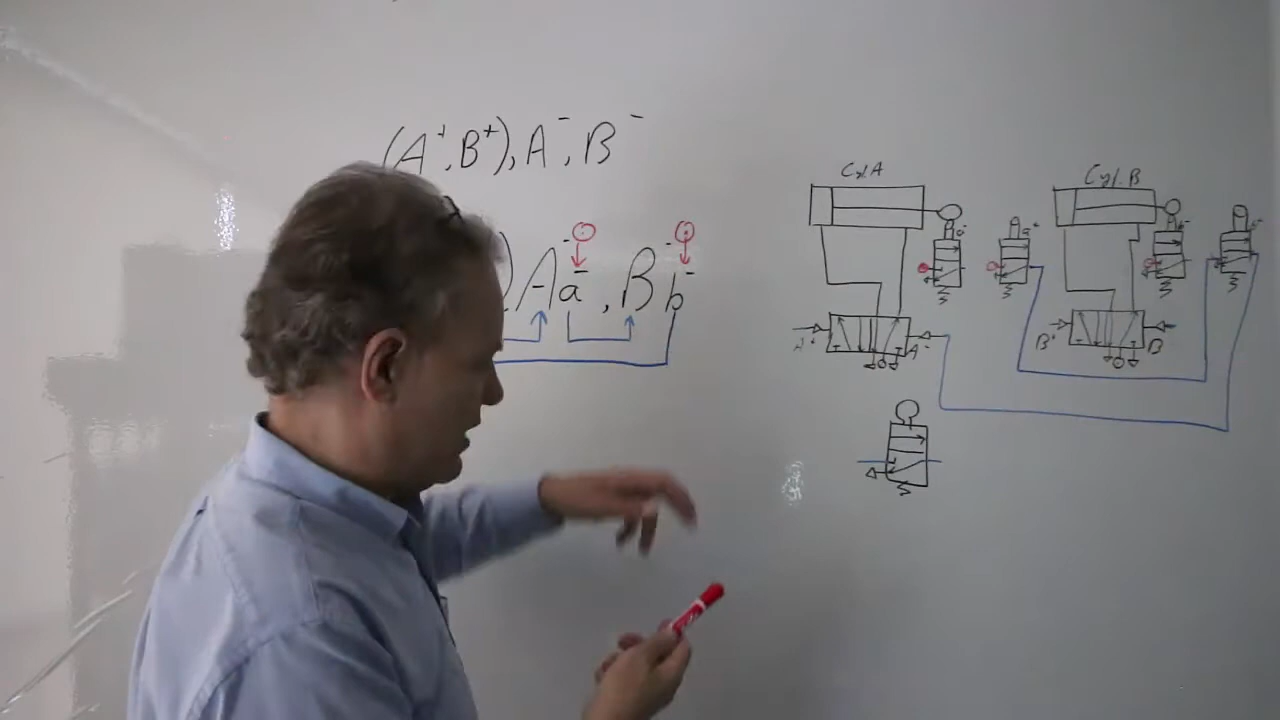 (A⁺, B⁺), A⁻, B⁻
) A⁻ a⁻ , B⁻ b⁻
Cyl. A
Cyl. B
a⁻
a⁺
b⁻
A⁺
A⁻
B⁺
B